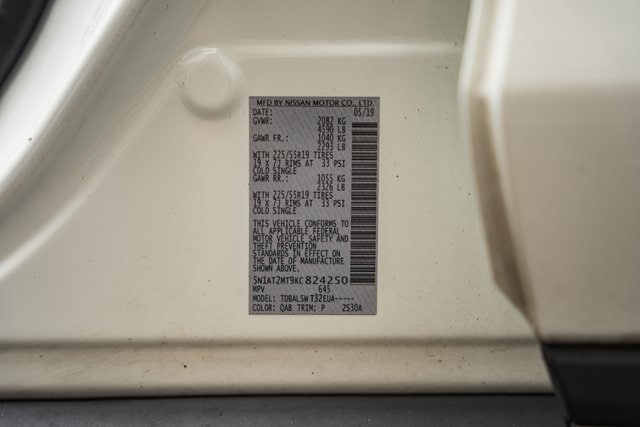 MFD BY NISSAN MOTOR CO., LTD.
DATE: 05/19
GVWR: 2082 KG
4590 LB
GAWR FR.: 1040 KG
2293 LB
WITH 225/55R19 TIRES
19 X 7J RIMS AT 33 PSI
COLD SINGLE
GAWR RR.: 1055 KG
2326 LB
WITH 225/55R19 TIRES
19 X 7J RIMS AT 33 PSI
COLD SINGLE
THIS VEHICLE CONFORMS TO
ALL APPLICABLE FEDERAL
MOTOR VEHICLE SAFETY AND
THEFT PREVENTION
STANDARDS IN EFFECT ON
THE DATE OF MANUFACTURE
SHOWN ABOVE.
5N1AT2MT9KC824250
MPV 645
MODEL: TDBALSWT32EUA-----
COLOR: QAB TRIM: P 2530A